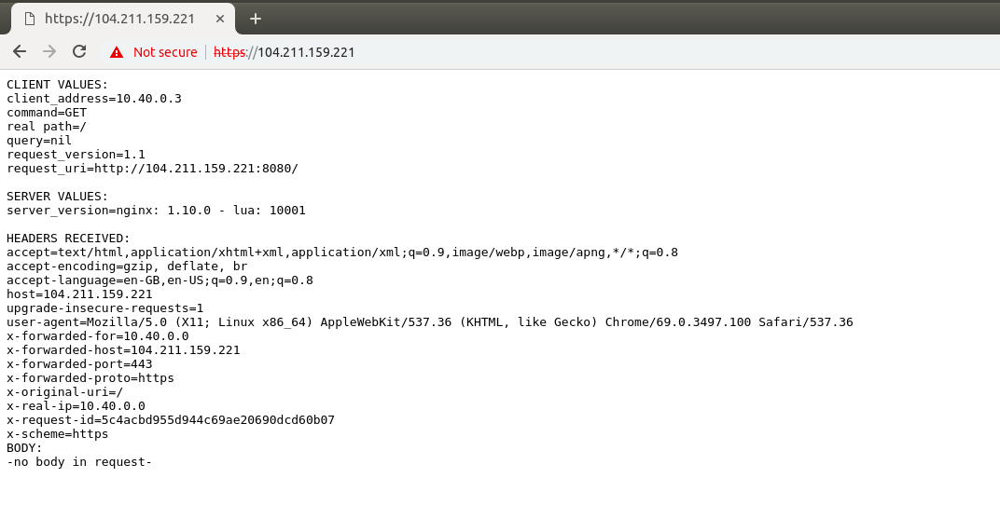 https://104.211.159.221
Not secure https://104.211.159.221
CLIENT VALUES:
client_address=10.40.0.3
command=GET
real path=/
query=nil
request_version=1.1
request_uri=http://104.211.159.221:8080/
SERVER VALUES:
server_version=nginx: 1.10.0 - lua: 10001
HEADERS RECEIVED:
accept=text/html,application/xhtml+xml,application/xml;q=0.9,image/webp,image/apng,*/*;q=0.8
accept-encoding=gzip, deflate, br
accept-language=en-GB,en-US;q=0.9,en;q=0.8
host=104.211.159.221
upgrade-insecure-requests=1
user-agent=Mozilla/5.0 (X11; Linux x86_64) AppleWebKit/537.36 (KHTML, like Gecko) Chrome/69.0.3497.100 Safari/537.36
x-forwarded-for=10.40.0.0
x-forwarded-host=104.211.159.221
x-forwarded-port=443
x-forwarded-proto=https
x-original-uri=/
x-real-ip=10.40.0.0
x-request-id=5c4acbd955d944c69ae20690dcd60b07
x-scheme=https
BODY:
-no body in request-